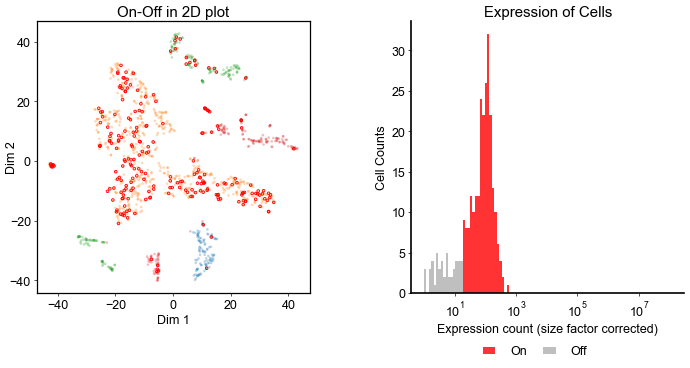 On-Off in 2D plot
40
20
0
−20
−40
Dim 2
−40 −20 0 20 40
Dim 1
Expression of Cells
30
25
20
15
10
5
0
Cell Counts
10^1 10^3 10^5 10^7
Expression count (size factor corrected)
On Off